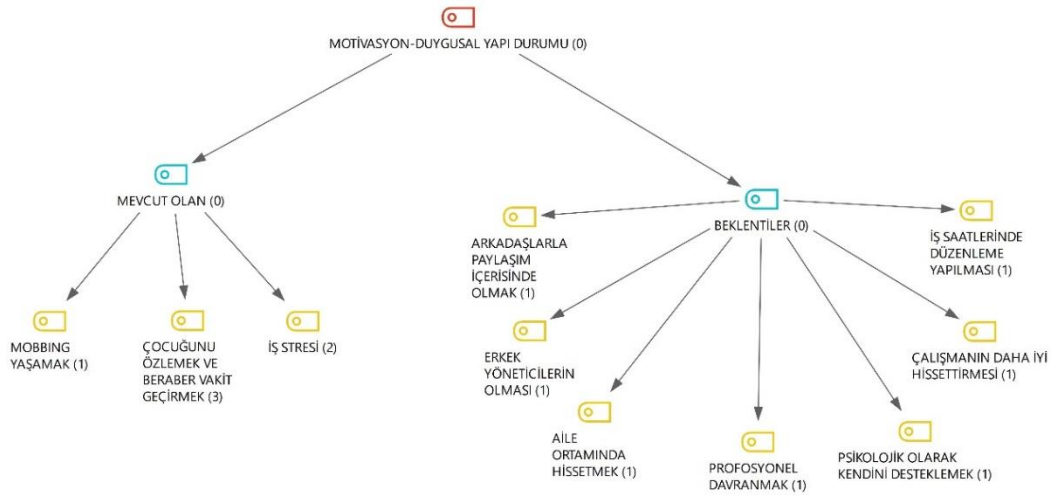 MOTİVASYON-DUYGUSAL YAPI DURUMU (0)
MEVCUT OLAN (0)
MOBBING
YAŞAMAK (1)
ÇOCUĞUNU
ÖZLEMEK VE
BERABER VAKİT
GEÇİRMEK (3)
İŞ STRESİ (2)
BEKLENTİLER (0)
ARKADAŞLARLA
PAYLAŞIM
İÇERİSİNDE
OLMAK (1)
ERKEK
YÖNETİCİLERİN
OLMASI (1)
AİLE
ORTAMINDA
HİSSETMEK (1)
PROFOSYONEL
DAVRANMAK (1)
PSİKOLOJİK OLARAK
KENDİNİ DESTEKLEMEK (1)
ÇALIŞMANIN DAHA İYİ
HİSSETTİRMESİ (1)
İŞ SAATLERİNDE
DÜZENLEME
YAPILMASI (1)